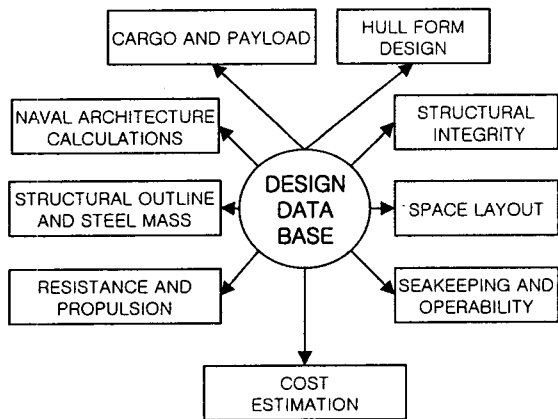 CARGO AND PAYLOAD
HULL FORM
DESIGN
NAVAL ARCHITECTURE
CALCULATIONS
STRUCTURAL
INTEGRITY
DESIGN
DATA
BASE
STRUCTURAL OUTLINE
AND STEEL MASS
SPACE LAYOUT
RESISTANCE AND
PROPULSION
SEAKEEPING AND
OPERABILITY
COST
ESTIMATION